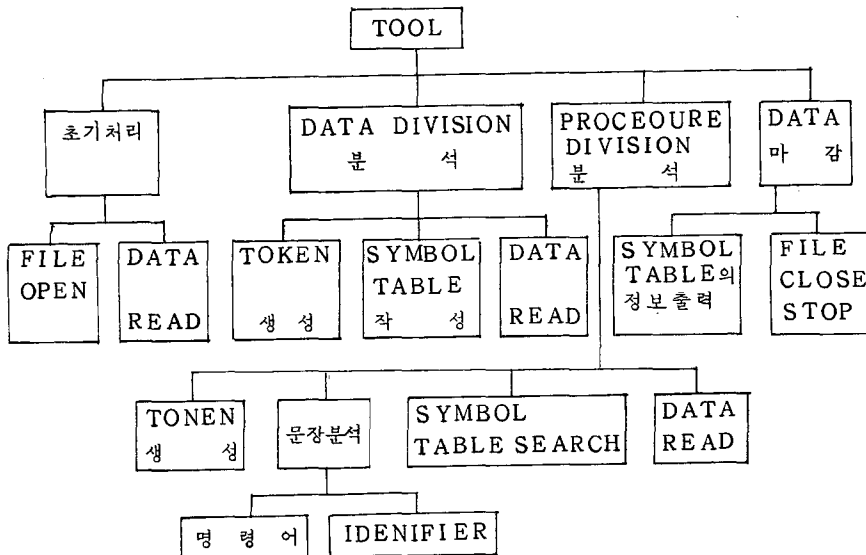 TOOL
초기처리
DATA DIVISION
분 석
PROCEOURE
DIVISION
분 석
DATA
마 감
FILE
OPEN
DATA
READ
TOKEN
생 성
SYMBOL
TABLE
작 성
DATA
READ
SYMBOL
TABLE의
정보출력
FILE
CLOSE
STOP
TONEN
생 성
문장분석
SYMBOL
TABLE SEARCH
DATA
READ
명 령 어
IDENIFIER